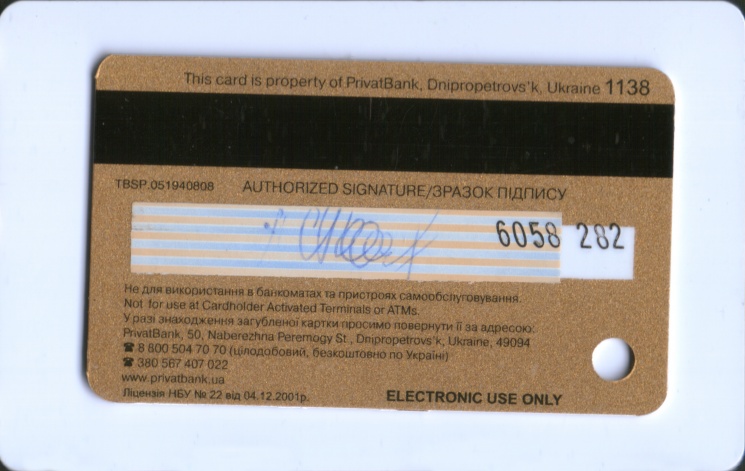 This card is property of PrivatBank, Dnipropetrovs'k, Ukraine 1138
TBSP.051940808 AUTHORIZED SIGNATURE/ЗРАЗОК ПІДПИСУ
6058 282
Не для використання в банкоматах та пристроях самообслуговування.
Not for use at Cardholder Activated Terminals or ATMs.
У разі знаходження загубленої картки просимо повернути її за адресою:
PrivatBank, 50, Naberezhna Peremogy St., Dnipropetrovs'k, Ukraine, 49094
☎ 8 800 504 70 70 (цілодобовий, безкоштовно по Україні)
☎ 380 567 407 022
www.privatbank.ua
Ліцензія НБУ № 22 від 04.12.2001р. ELECTRONIC USE ONLY